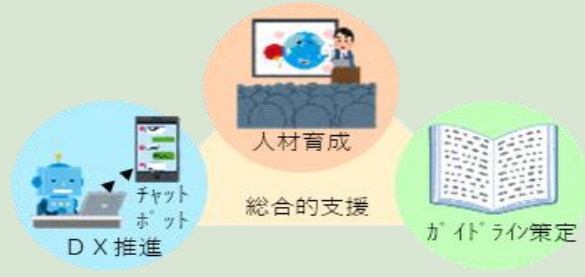 人材育成
チャット
ボット
DX推進
総合的支援
ガイドライン策定